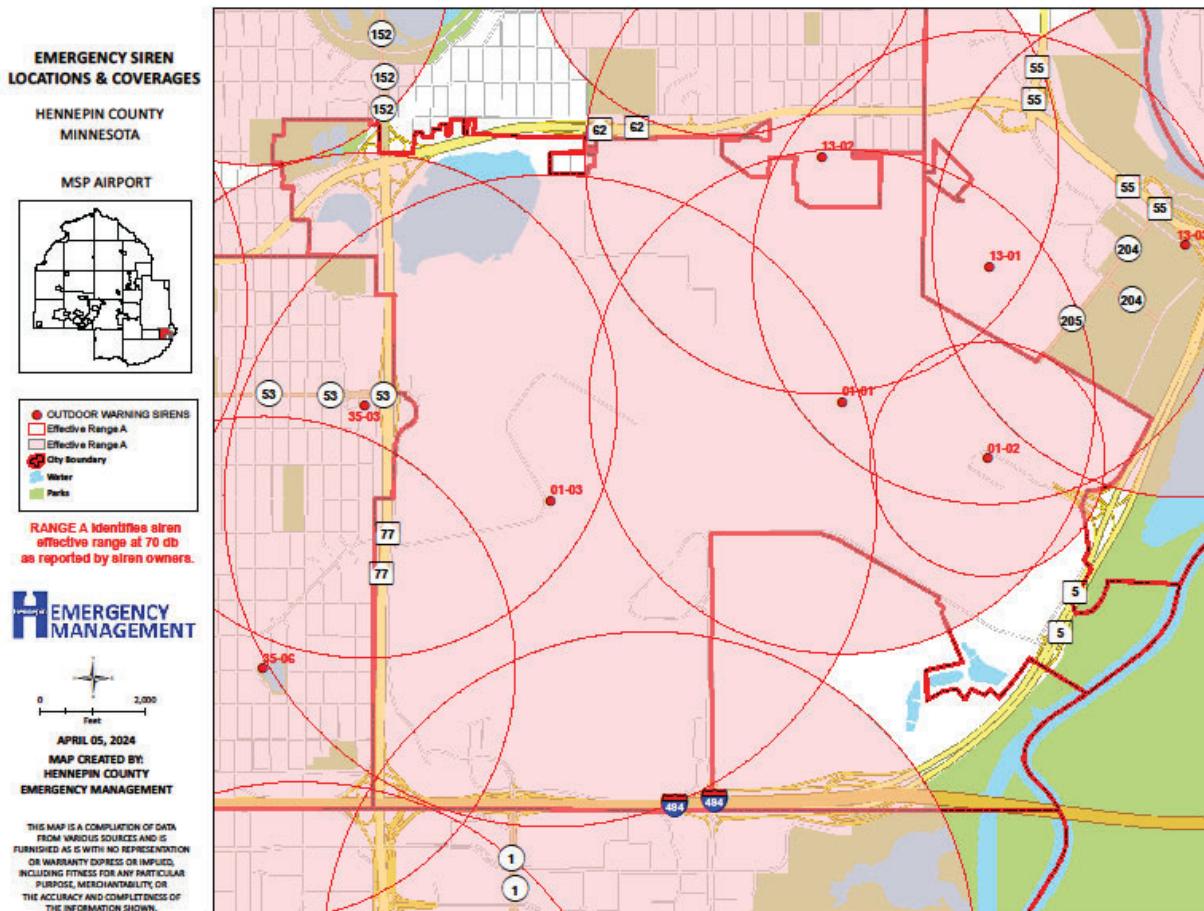 EMERGENCY SIREN
LOCATIONS & COVERAGES
HENNEPIN COUNTY
MINNESOTA
MSP AIRPORT
OUTDOOR WARNING SIRENS
Effective Range A
Effective Range A
City Boundary
Water
Parks
RANGE A identifies siren
effective range at 70 db
as reported by siren owners.
Hennepin
EMERGENCY
MANAGEMENT
0 2,000
Feet
APRIL 05, 2024
MAP CREATED BY:
HENNEPIN COUNTY
EMERGENCY MANAGEMENT
THIS MAP IS A COMPILATION OF DATA
FROM VARIOUS SOURCES AND IS
FURNISHED AS IS WITH NO REPRESENTATION
OR WARRANTY EXPRESS OR IMPLIED,
INCLUDING FITNESS FOR ANY PARTICULAR
PURPOSE, MERCHANTABILITY, OR
THE ACCURACY AND COMPLETENESS OF
THE INFORMATION SHOWN.
152
152
152
62 62
55
55
13-02
55
55
13-03
204
13-01
204
205
53 53 53
35-03
01-01
01-02
01-03
77
77
5
5
35-06
484 484
1
1